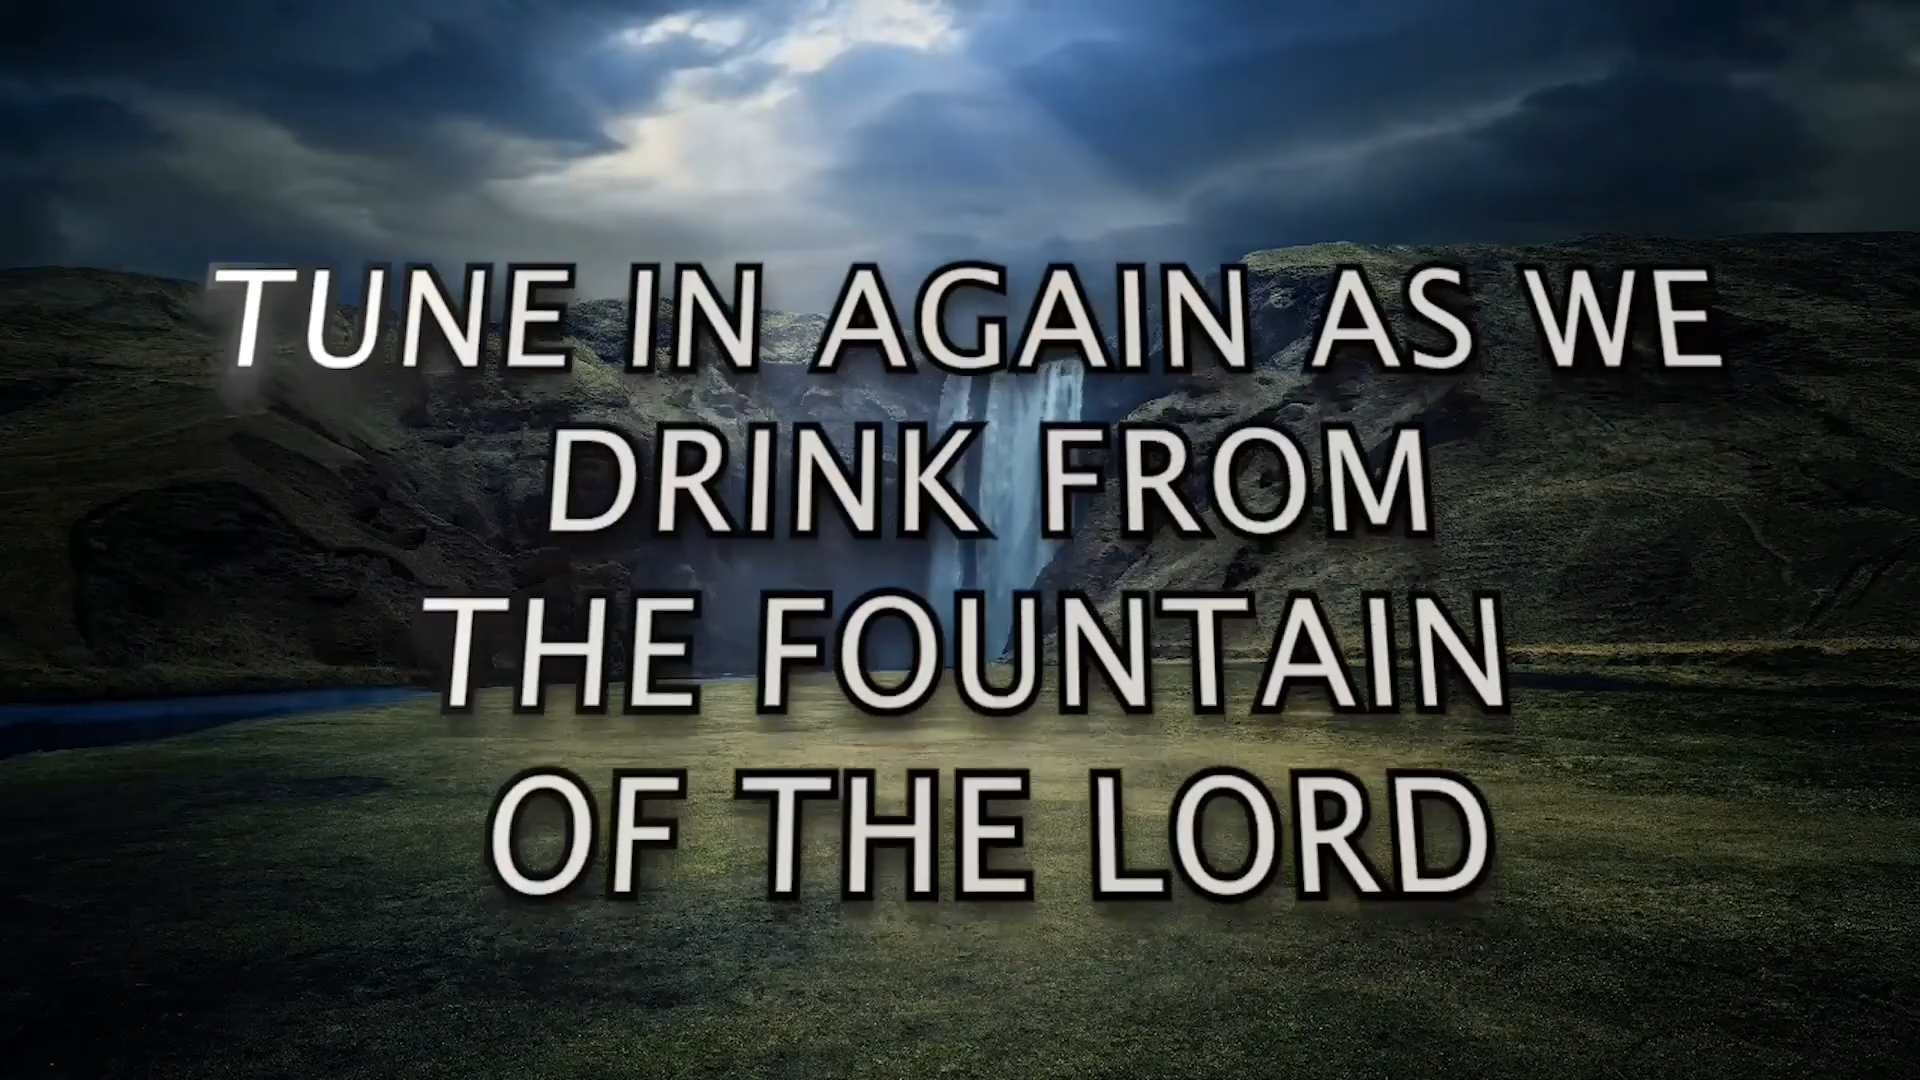 TUNE IN AGAIN AS WE
DRINK FROM
THE FOUNTAIN
OF THE LORD